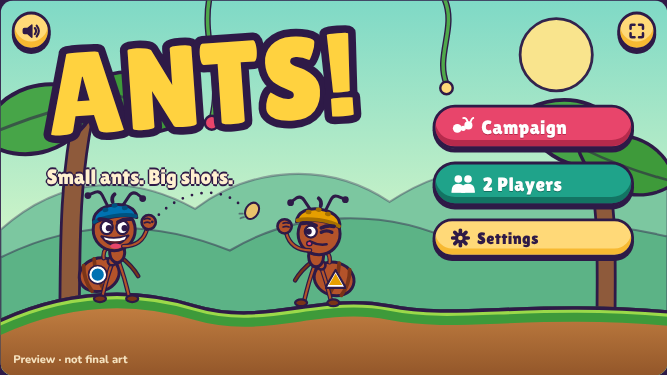 ANTS!
Small ants. Big shots.
Campaign
2 Players
Settings
Preview · not final art